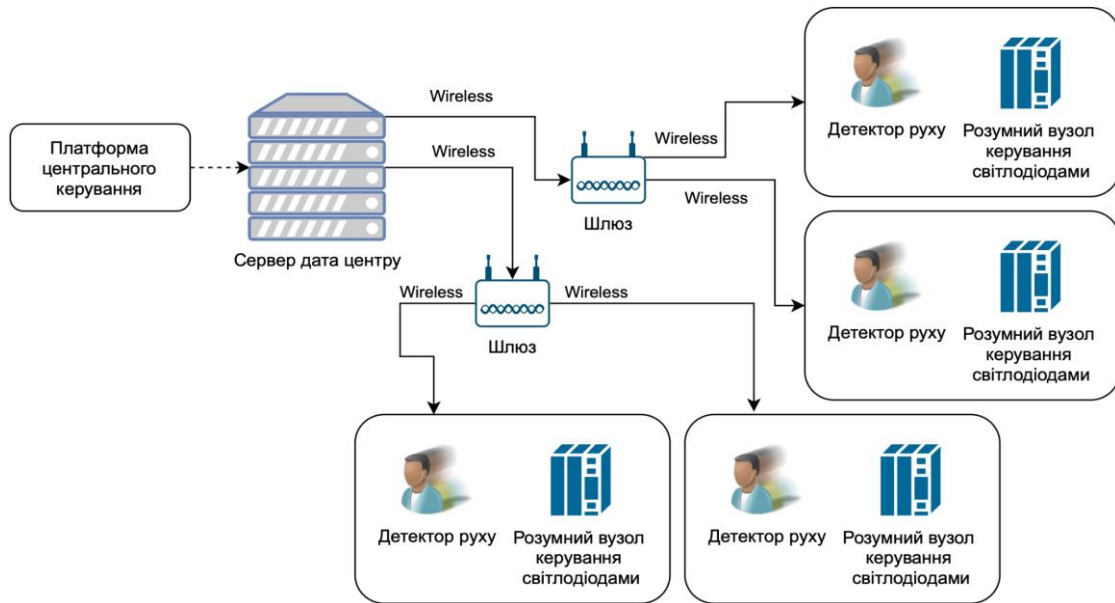 Платформа
центрального
керування
Сервер дата центру
Wireless
Wireless
Шлюз
Wireless
Wireless
Детектор руху
Розумний вузол
керування
світлодіодами
Детектор руху
Розумний вузол
керування
світлодіодами
Wireless
Wireless
Шлюз
Детектор руху
Розумний вузол
керування
світлодіодами
Детектор руху
Розумний вузол
керування
світлодіодами